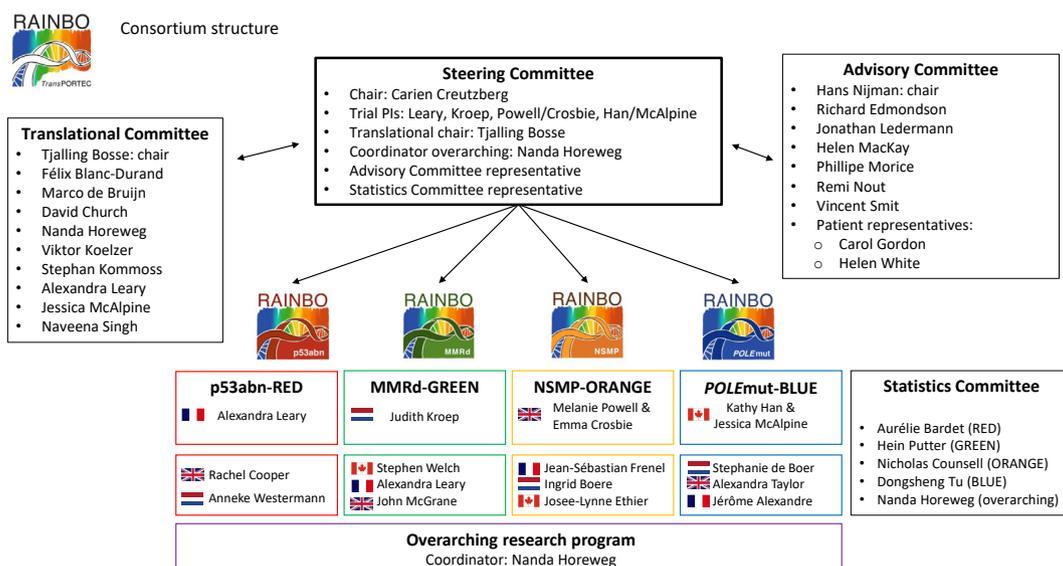 RAINBO
TransPORTEC
Consortium structure
Translational Committee
• Tjalling Bosse: chair
• Félix Blanc-Durand
• Marco de Bruijn
• David Church
• Nanda Horeweg
• Viktor Koelzer
• Stephan Kommoss
• Alexandra Leary
• Jessica McAlpine
• Naveena Singh
Steering Committee
• Chair: Carien Creutzberg
• Trial PIs: Leary, Kroep, Powell/Crosbie, Han/McAlpine
• Translational chair: Tjalling Bosse
• Coordinator overarching: Nanda Horeweg
• Advisory Committee representative
• Statistics Committee representative
Advisory Committee
• Hans Nijman: chair
• Richard Edmondson
• Jonathan Ledermann
• Helen MacKay
• Phillipe Morice
• Remi Nout
• Vincent Smit
• Patient representatives:
o Carol Gordon
o Helen White
RAINBO
p53abn
RAINBO
MMRd
RAINBO
NSMP
RAINBO
POLEmut
p53abn-RED
Alexandra Leary
Rachel Cooper
Anneke Westermann
MMRd-GREEN
Judith Kroep
Stephen Welch
Alexandra Leary
John McGrane
NSMP-ORANGE
Melanie Powell &
Emma Crosbie
Jean-Sébastian Frenel
Ingrid Boere
Josee-Lynne Ethier
POLEmut-BLUE
Kathy Han &
Jessica McAlpine
Stephanie de Boer
Alexandra Taylor
Jérôme Alexandre
Statistics Committee
• Aurélie Bardet (RED)
• Hein Putter (GREEN)
• Nicholas Counsell (ORANGE)
• Dongsheng Tu (BLUE)
• Nanda Horeweg (overarching)
Overarching research program
Coordinator: Nanda Horeweg